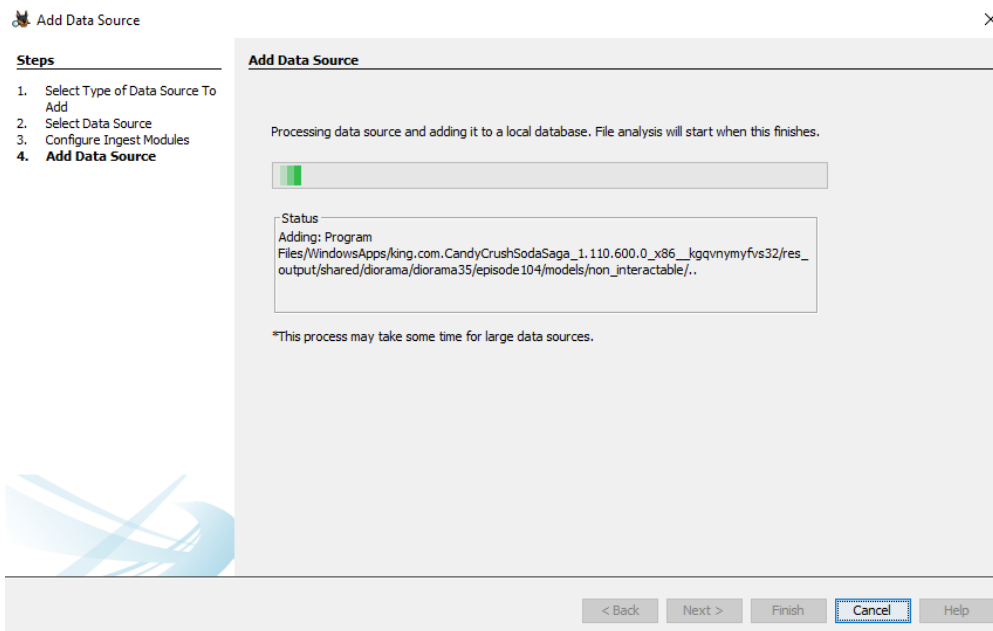 Add Data Source
Steps
1. Select Type of Data Source To
Add
2. Select Data Source
3. Configure Ingest Modules
4. Add Data Source
Add Data Source
Processing data source and adding it to a local database. File analysis will start when this finishes.
Status
Adding: Program
Files/WindowsApps/king.com.CandyCrushSodaSaga_1.110.600.0_x86__kgqvnymyfvs32/res_
output/shared/diorama/diorama35/episode104/models/non_interactable/..
*This process may take some time for large data sources.
< Back Next > Finish Cancel Help